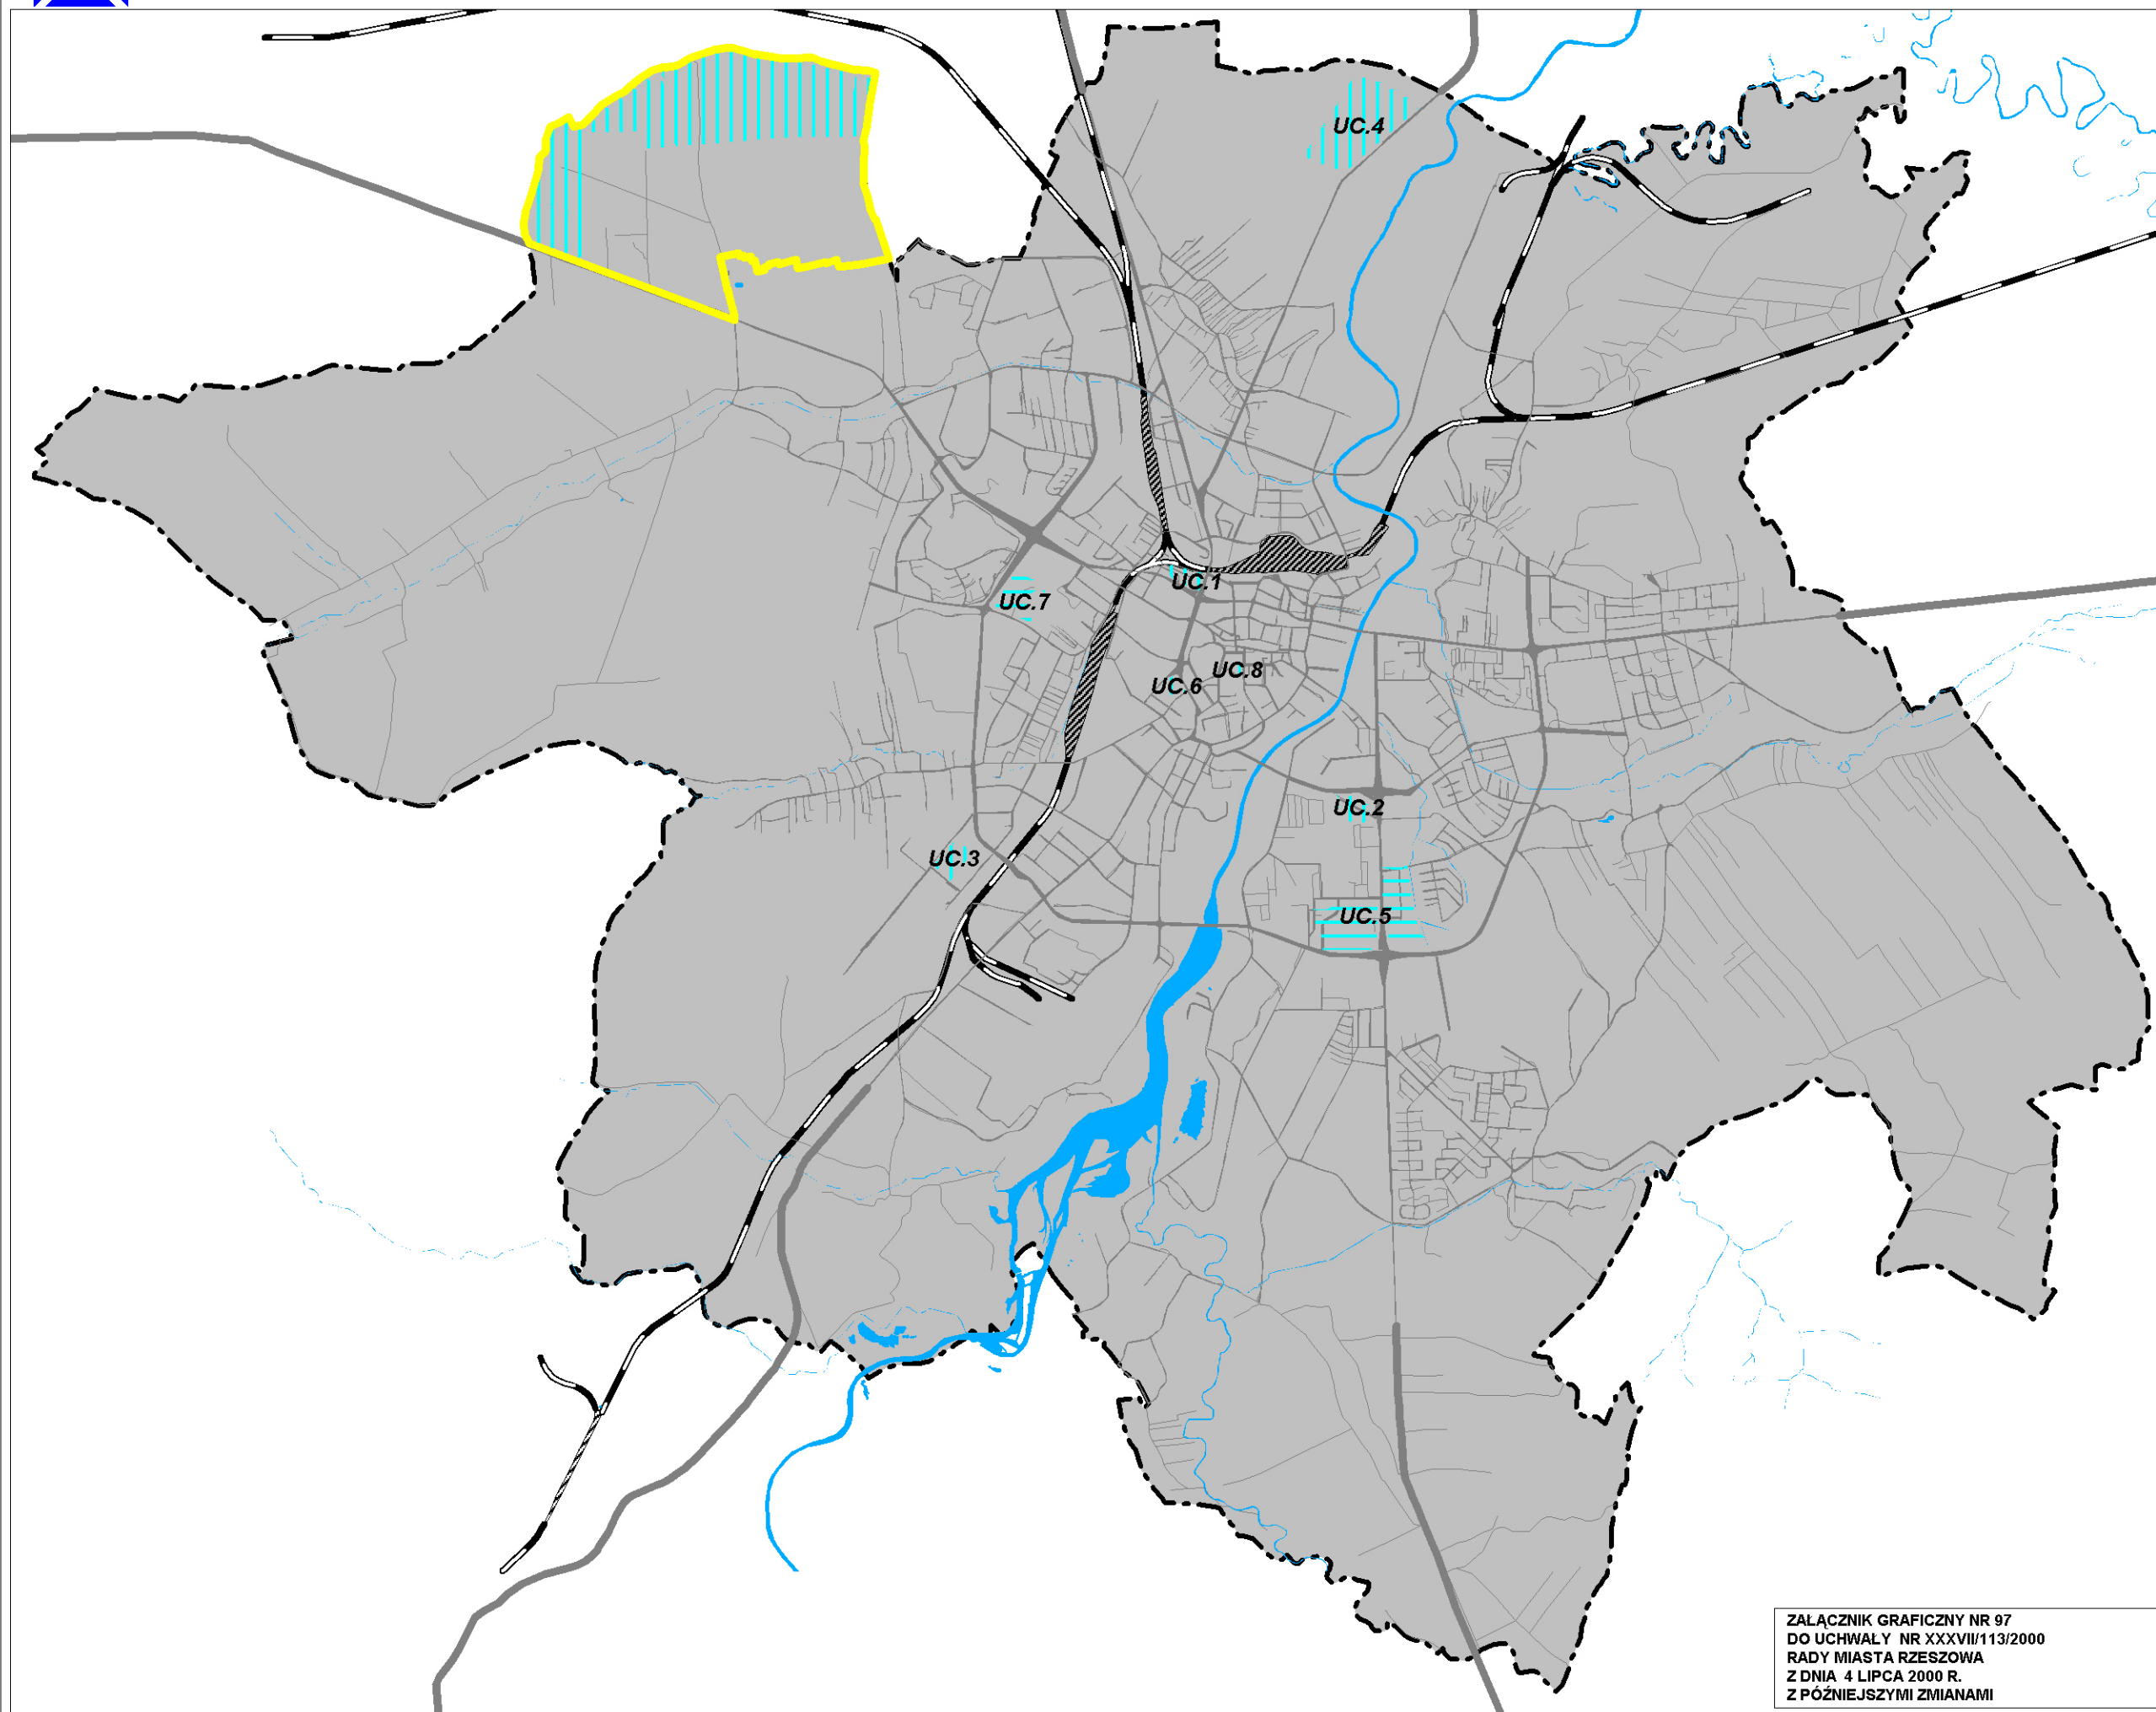 UC.4
UC.1
UC.7
UC.8
UC.6
UC.2
UC.3
UC.5
ZAŁĄCZNIK GRAFICZNY NR 97
DO UCHWAŁY NR XXXVII/113/2000
RADY MIASTA RZESZOWA
Z DNIA 4 LIPCA 2000 R.
Z PÓŹNIEJSZYMI ZMIANAMI